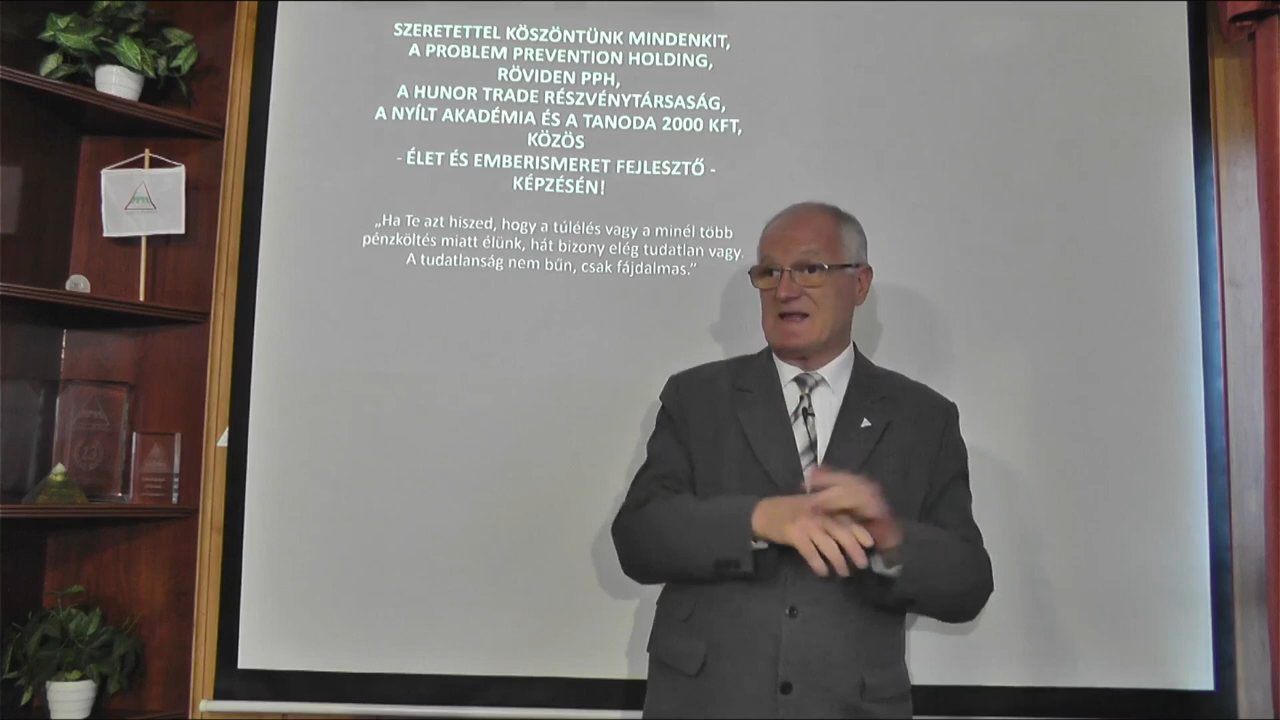 SZERETETTEL KÖSZÖNTÜNK MINDENKIT,
A PROBLEM PREVENTION HOLDING,
RÖVIDEN PPH,
A HUNOR TRADE RÉSZVÉNYTÁRSASÁG,
A NYÍLT AKADÉMIA ÉS A TANODA 2000 KFT,
KÖZÖS
- ÉLET ÉS EMBERISMERET FEJLESZTŐ -
KÉPZÉSÉN!
„Ha Te azt hiszed, hogy a túlélés vagy a minél több
pénzköltés miatt élünk, hát bizony elég tudatlan vagy.
A tudatlanság nem bűn, csak fájdalmas.”